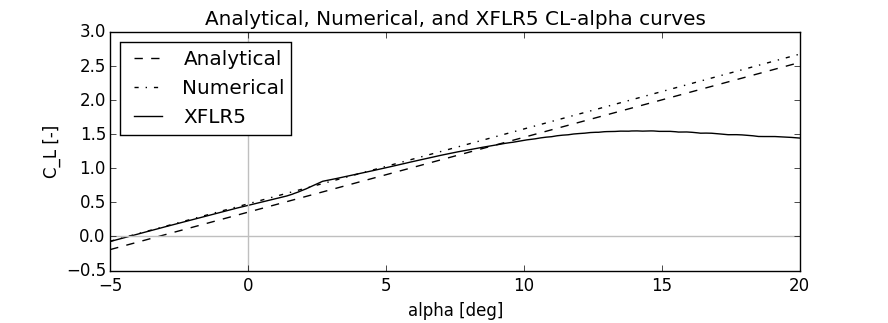 Analytical, Numerical, and XFLR5 CL-alpha curves
3.0
2.5
2.0
1.5
1.0
0.5
0.0
−0.5
C_L [-]
Analytical
Numerical
XFLR5
−5 0 5 10 15 20
alpha [deg]